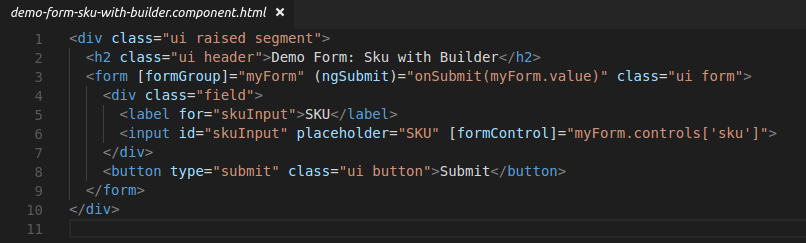 demo-form-sku-with-builder.component.html ×
1 <div class="ui raised segment">
2 <h2 class="ui header">Demo Form: Sku with Builder</h2>
3 <form [formGroup]="myForm" (ngSubmit)="onSubmit(myForm.value)" class="ui form">
4 <div class="field">
5 <label for="skuInput">SKU</label>
6 <input id="skuInput" placeholder="SKU" [formControl]="myForm.controls['sku']">
7 </div>
8 <button type="submit" class="ui button">Submit</button>
9 </form>
10 </div>
11